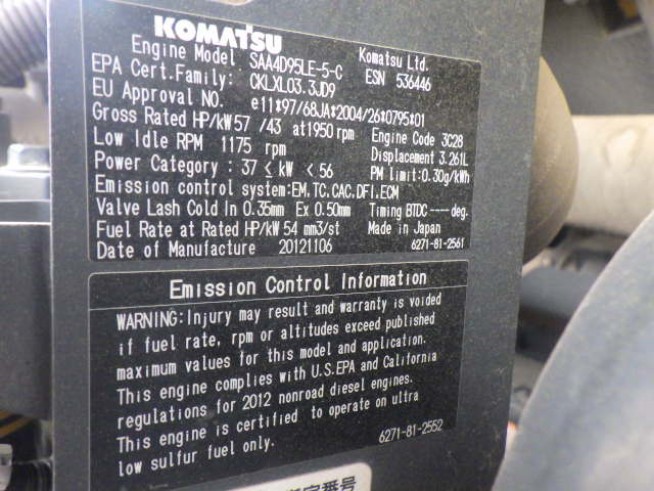 KOMATSU
Komatsu Ltd.
Engine Model SAA4D95LE-5-C ESN 536446
EPA Cert.Family: CKLXL03.3JD9
EU Approval NO. e11*97/68JA*2004/26*0795*01
Gross Rated HP/kW 57 /43 at1950 rpm Engine Code 3C28
Low Idle RPM 1175 rpm Displacement 3.261L
Power Category : 37 ≤ kW < 56 PM limit:0.30g/kWh
Emission control system:EM.TC.CAC.DFI.ECM
Valve Lash Cold In 0.35mm Ex 0.50mm Timing BTDC ---deg.
Fuel Rate at Rated HP/kW 54 mm3/st Made in Japan
Date of Manufacture 20121106 6271-81-2561
Emission Control Information
WARNING:Injury may result and warranty is voided
if fuel rate, rpm or altitudes exceed published
maximum values for this model and application.
This engine complies with U.S.EPA and California
regulations for 2012 nonroad diesel engines.
This engine is certified to operate on ultra
low sulfur fuel only. 6271-81-2552
番号